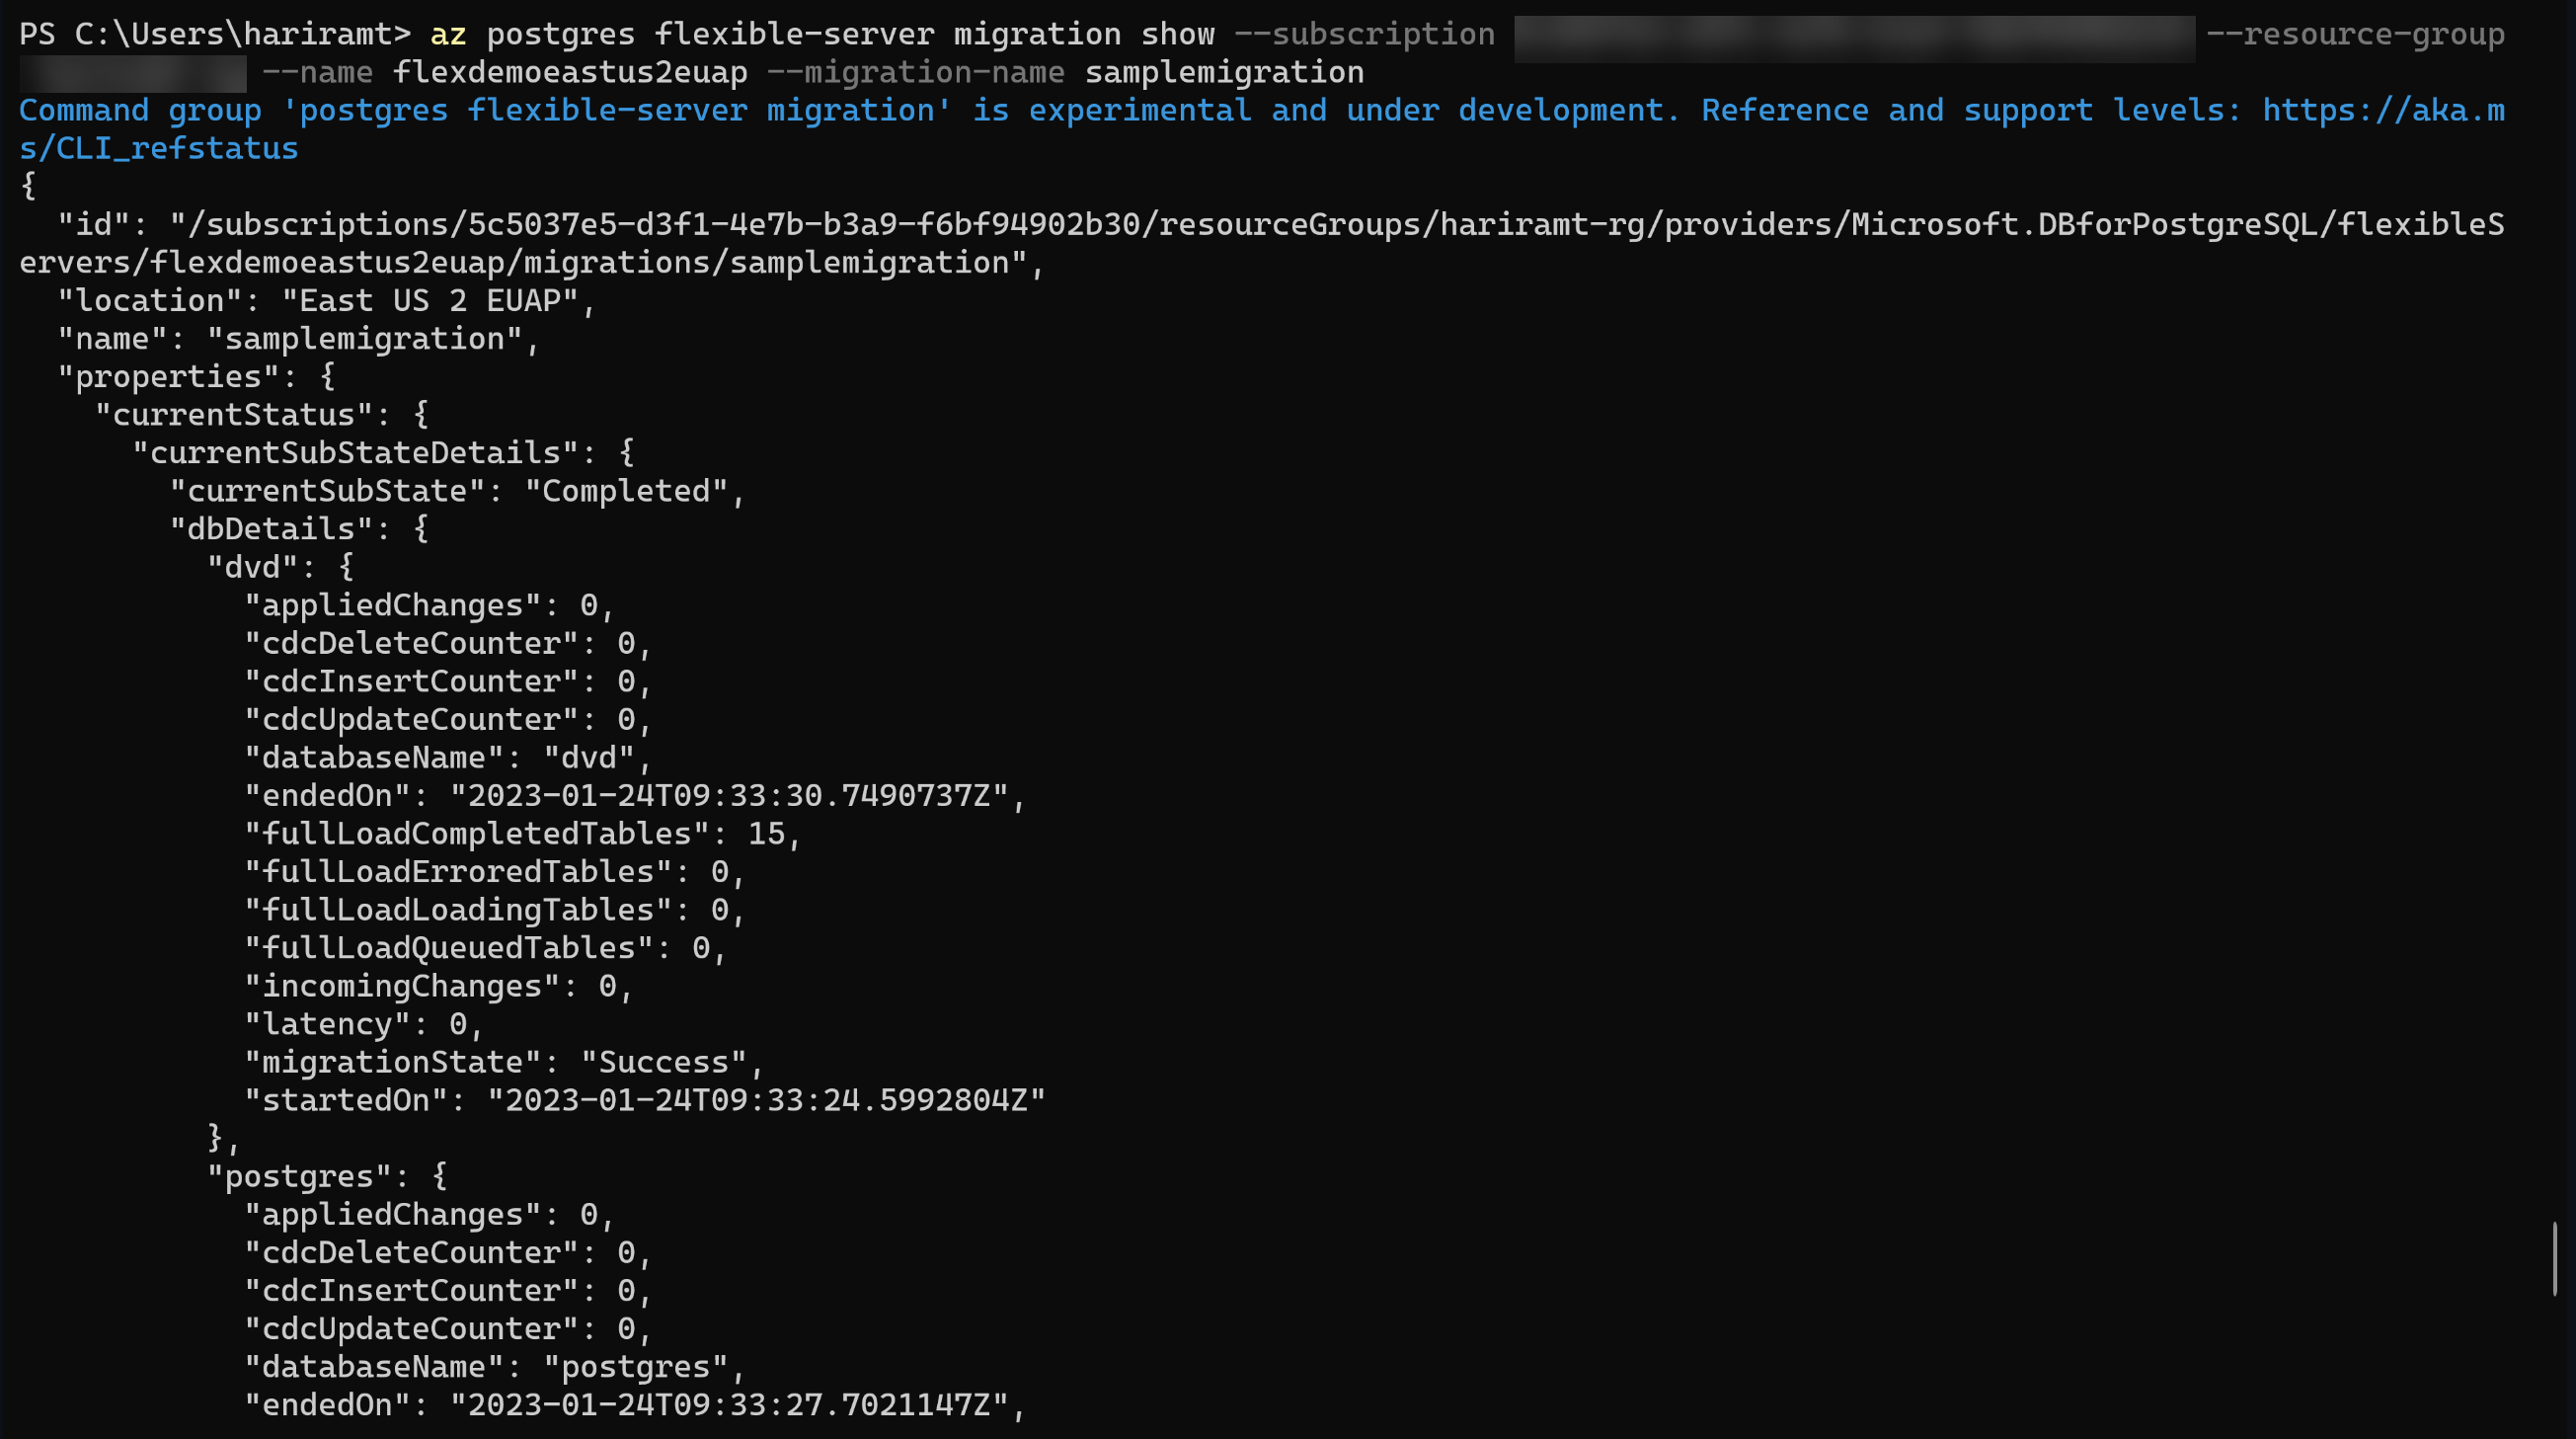 PS C:\Users\hariramt> az postgres flexible-server migration show --subscription --resource-group
--name flexdemoeastus2euap --migration-name samplemigration
Command group 'postgres flexible-server migration' is experimental and under development. Reference and support levels: https://aka.m
s/CLI_refstatus
{
  "id": "/subscriptions/5c5037e5-d3f1-4e7b-b3a9-f6bf94902b30/resourceGroups/hariramt-rg/providers/Microsoft.DBforPostgreSQL/flexibleS
ervers/flexdemoeastus2euap/migrations/samplemigration",
  "location": "East US 2 EUAP",
  "name": "samplemigration",
  "properties": {
    "currentStatus": {
      "currentSubStateDetails": {
        "currentSubState": "Completed",
        "dbDetails": {
          "dvd": {
            "appliedChanges": 0,
            "cdcDeleteCounter": 0,
            "cdcInsertCounter": 0,
            "cdcUpdateCounter": 0,
            "databaseName": "dvd",
            "endedOn": "2023-01-24T09:33:30.7490737Z",
            "fullLoadCompletedTables": 15,
            "fullLoadErroredTables": 0,
            "fullLoadLoadingTables": 0,
            "fullLoadQueuedTables": 0,
            "incomingChanges": 0,
            "latency": 0,
            "migrationState": "Success",
            "startedOn": "2023-01-24T09:33:24.5992804Z"
          },
          "postgres": {
            "appliedChanges": 0,
            "cdcDeleteCounter": 0,
            "cdcInsertCounter": 0,
            "cdcUpdateCounter": 0,
            "databaseName": "postgres",
            "endedOn": "2023-01-24T09:33:27.7021147Z",